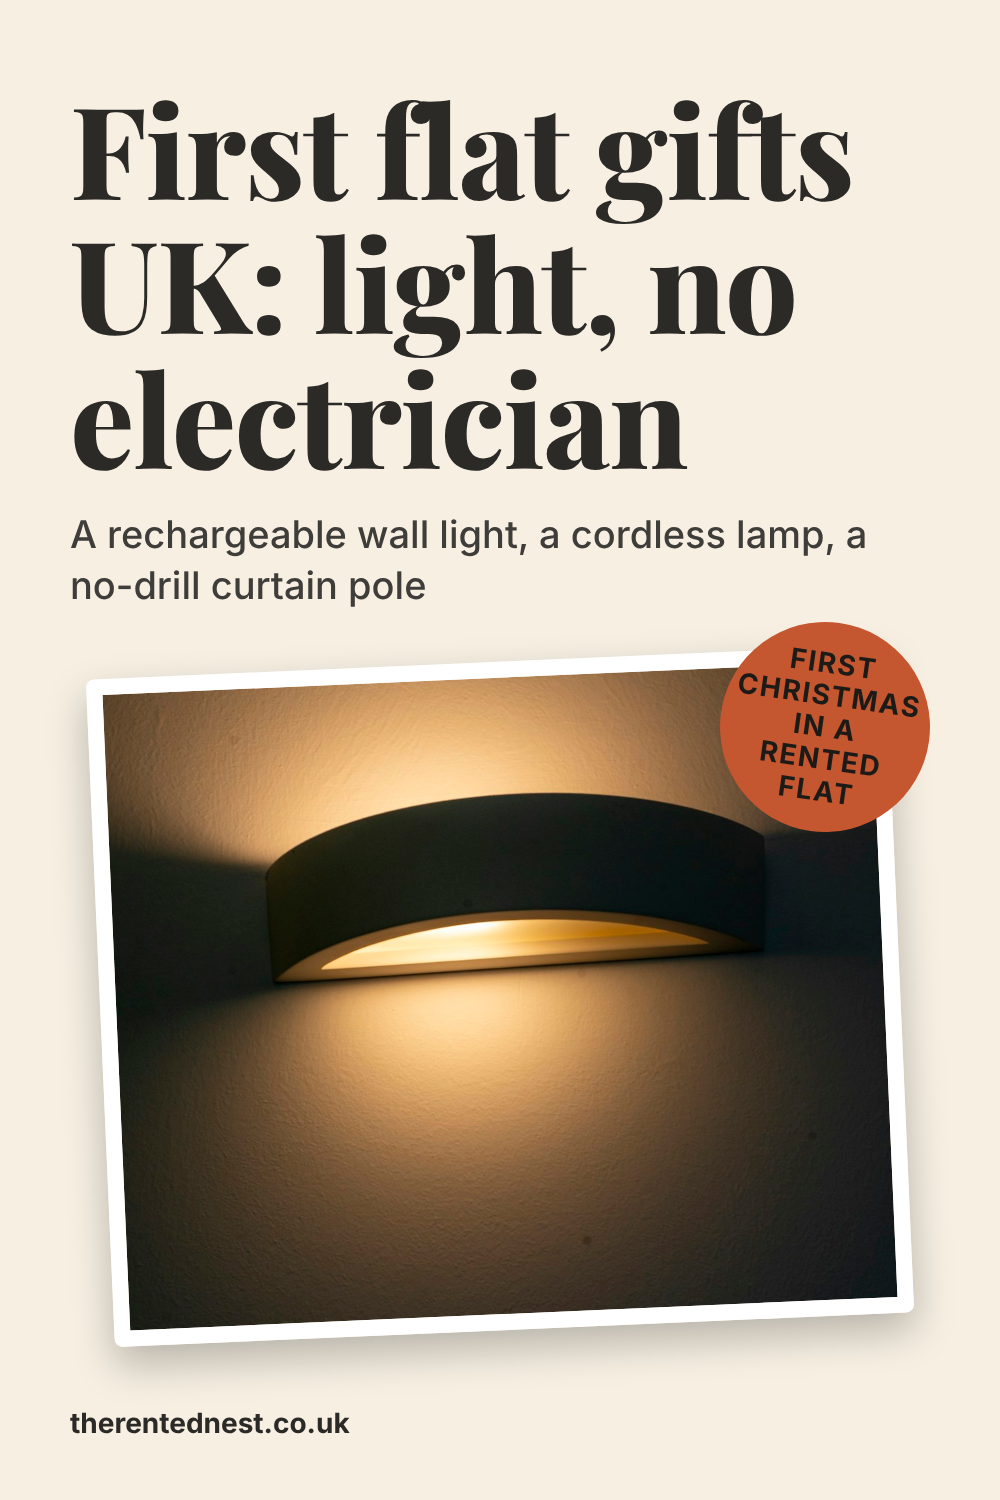 First flat gifts
UK: light, no
electrician
A rechargeable wall light, a cordless lamp, a
no-drill curtain pole
FIRST
CHRISTMAS
IN A
RENTED
FLAT
therentednest.co.uk